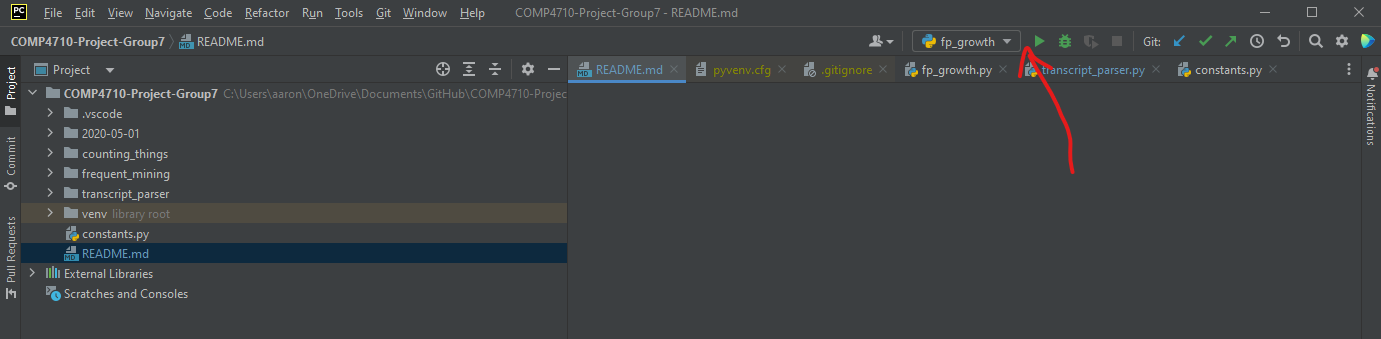 PC File Edit View Navigate Code Refactor Run Tools Git Window Help COMP4710-Project-Group7 - README.md
COMP4710-Project-Group7 README.md fp_growth Git:
Project
Project
README.md pyvenv.cfg .gitignore fp_growth.py transcript_parser.py constants.py
COMP4710-Project-Group7 C:\Users\aaron\OneDrive\Documents\GitHub\COMP4710-Projec
.vscode
2020-05-01
counting_things
frequent_mining
transcript_parser
venv library root
constants.py
MD README.md
External Libraries
Scratches and Consoles
Commit
Pull Requests
Notifications